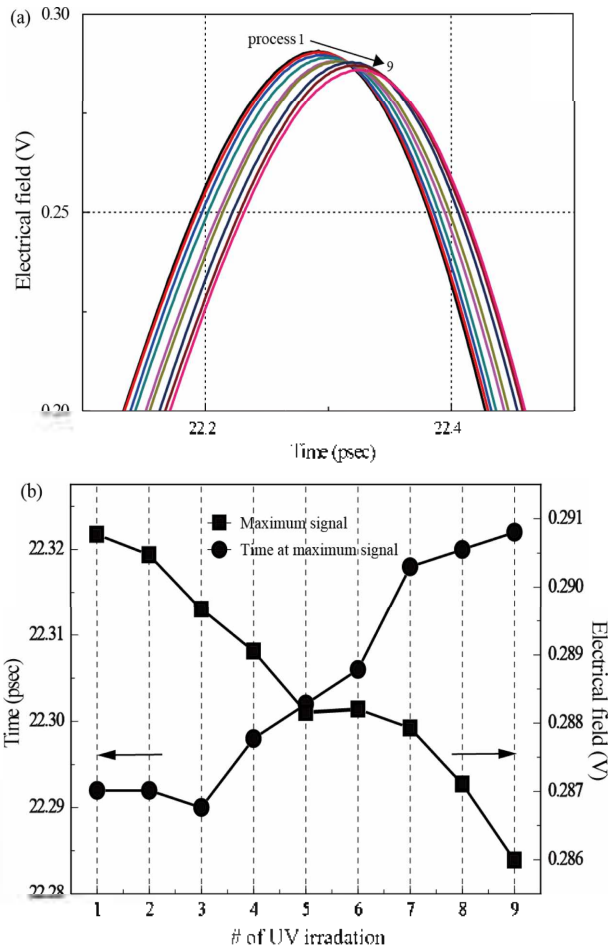 (a)
0.30
process 1
9
0.25
0.20
Electrical field (V)
22.2
22.4
Time (psec)
(b)
Maximum signal
Time at maximum signal
22.32
22.31
22.30
22.29
22.28
Time (psec)
0.291
0.290
0.289
0.288
0.287
0.286
Electrical field (V)
1 2 3 4 5 6 7 8 9
# of UV irradation